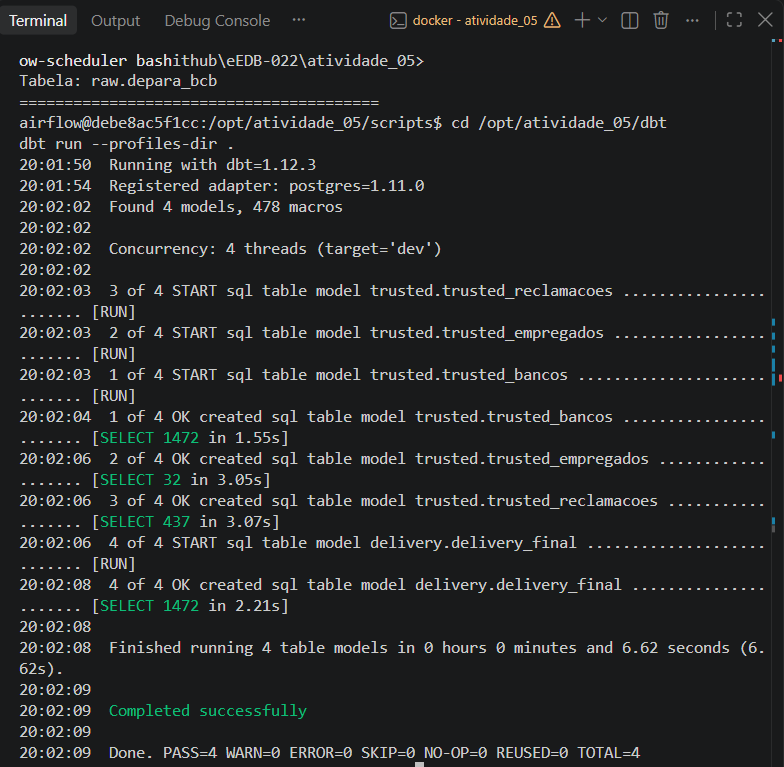 Terminal Output Debug Console ··· docker - atividade_05
ow-scheduler bashithub\eEDB-022\atividade_05>
Tabela: raw.depara_bcb
========================================
airflow@debe8ac5f1cc:/opt/atividade_05/scripts$ cd /opt/atividade_05/dbt
dbt run --profiles-dir .
20:01:50  Running with dbt=1.12.3
20:01:54  Registered adapter: postgres=1.11.0
20:02:02  Found 4 models, 478 macros
20:02:02
20:02:02  Concurrency: 4 threads (target='dev')
20:02:02
20:02:03  3 of 4 START sql table model trusted.trusted_reclamacoes ................
....... [RUN]
20:02:03  2 of 4 START sql table model trusted.trusted_empregados .................
....... [RUN]
20:02:03  1 of 4 START sql table model trusted.trusted_bancos .....................
....... [RUN]
20:02:04  1 of 4 OK created sql table model trusted.trusted_bancos ................
....... [SELECT 1472 in 1.55s]
20:02:06  2 of 4 OK created sql table model trusted.trusted_empregados ............
....... [SELECT 32 in 3.05s]
20:02:06  3 of 4 OK created sql table model trusted.trusted_reclamacoes ...........
....... [SELECT 437 in 3.07s]
20:02:06  4 of 4 START sql table model delivery.delivery_final ....................
....... [RUN]
20:02:08  4 of 4 OK created sql table model delivery.delivery_final ...............
....... [SELECT 1472 in 2.21s]
20:02:08
20:02:08  Finished running 4 table models in 0 hours 0 minutes and 6.62 seconds (6.
62s).
20:02:09
20:02:09  Completed successfully
20:02:09
20:02:09  Done. PASS=4 WARN=0 ERROR=0 SKIP=0 NO-OP=0 REUSED=0 TOTAL=4